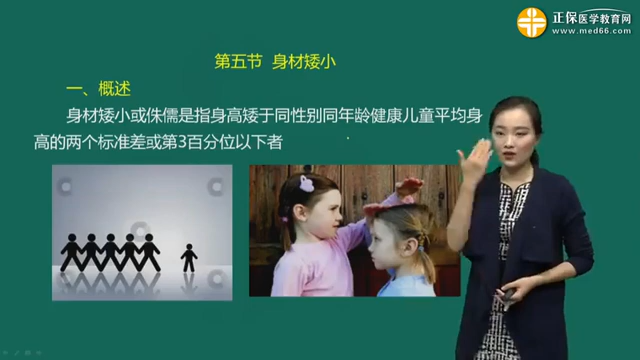 正保医学教育网
www.med66.com
第五节 身材矮小
一、概述
身材矮小或侏儒是指身高矮于同性别同年龄健康儿童平均身
高的两个标准差或第3百分位以下者